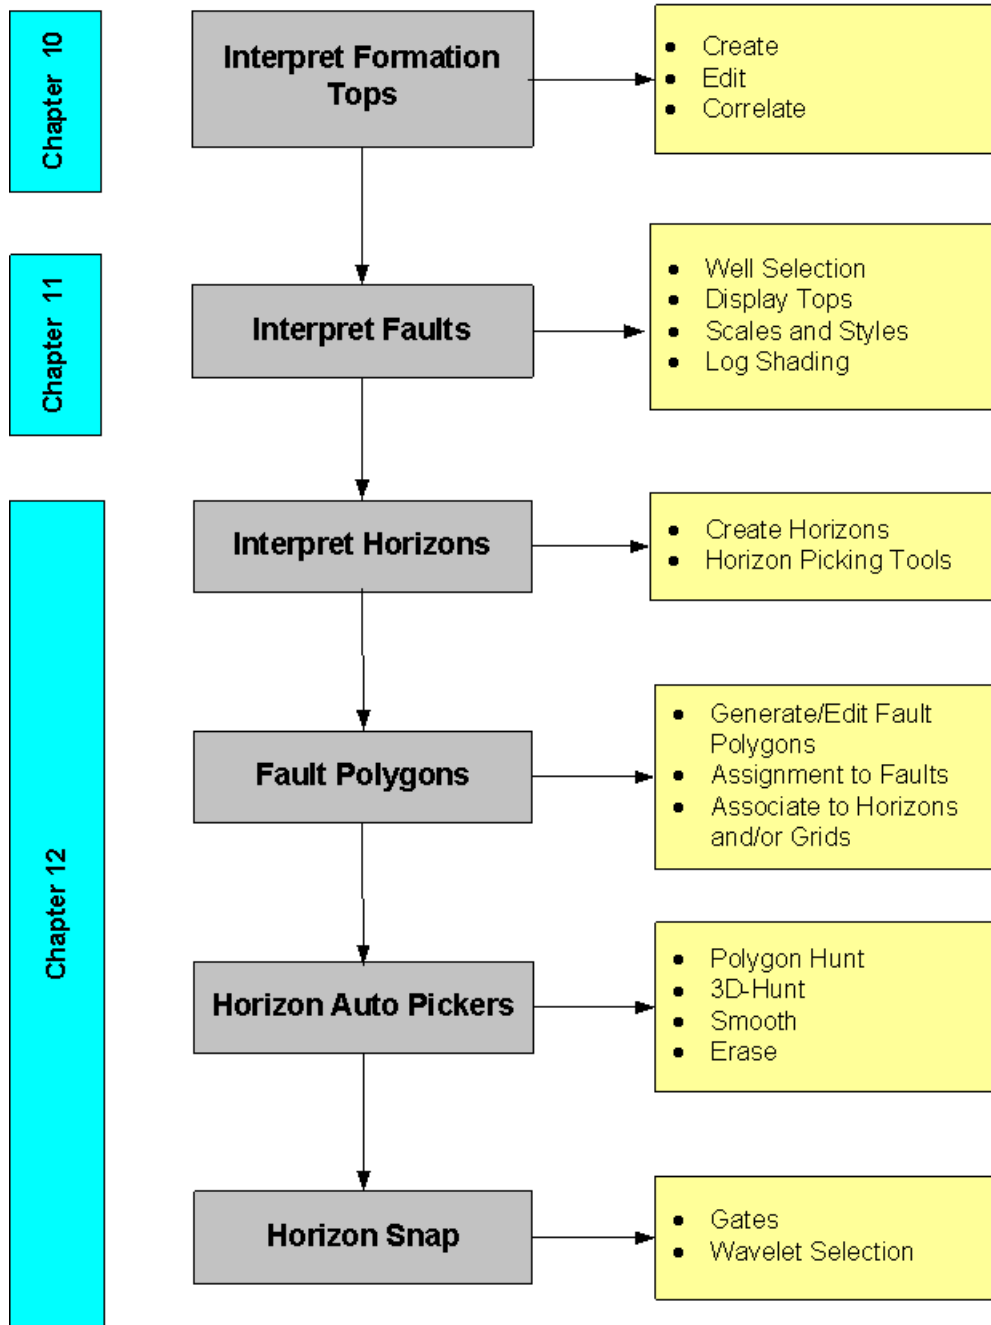 Chapter 10
Interpret Formation
Tops
• Create
• Edit
• Correlate
Chapter 11
Interpret Faults
• Well Selection
• Display Tops
• Scales and Styles
• Log Shading
Chapter 12
Interpret Horizons
• Create Horizons
• Horizon Picking Tools
Fault Polygons
• Generate/Edit Fault
Polygons
• Assignment to Faults
• Associate to Horizons
and/or Grids
Horizon Auto Pickers
• Polygon Hunt
• 3D-Hunt
• Smooth
• Erase
Horizon Snap
• Gates
• Wavelet Selection